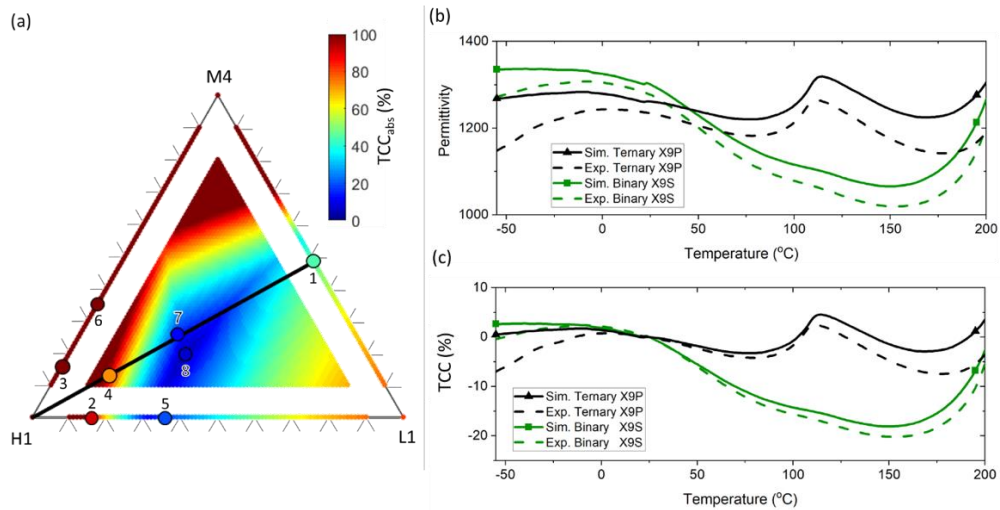 (a)
M4
H1
L1
1
2
3
4
5
6
7
8
100
80
60
40
20
0
TCCabs (%)
(b)
1400
1200
1000
Permittivity
Sim. Ternary X9P
Exp. Ternary X9P
Sim. Binary X9S
Exp. Binary X9S
-50 0 50 100 150 200
Temperature (°C)
(c)
10
0
-10
-20
TCC (%)
Sim. Ternary X9P
Exp. Ternary X9P
Sim. Binary X9S
Exp. Binary X9S
-50 0 50 100 150 200
Temperature (°C)